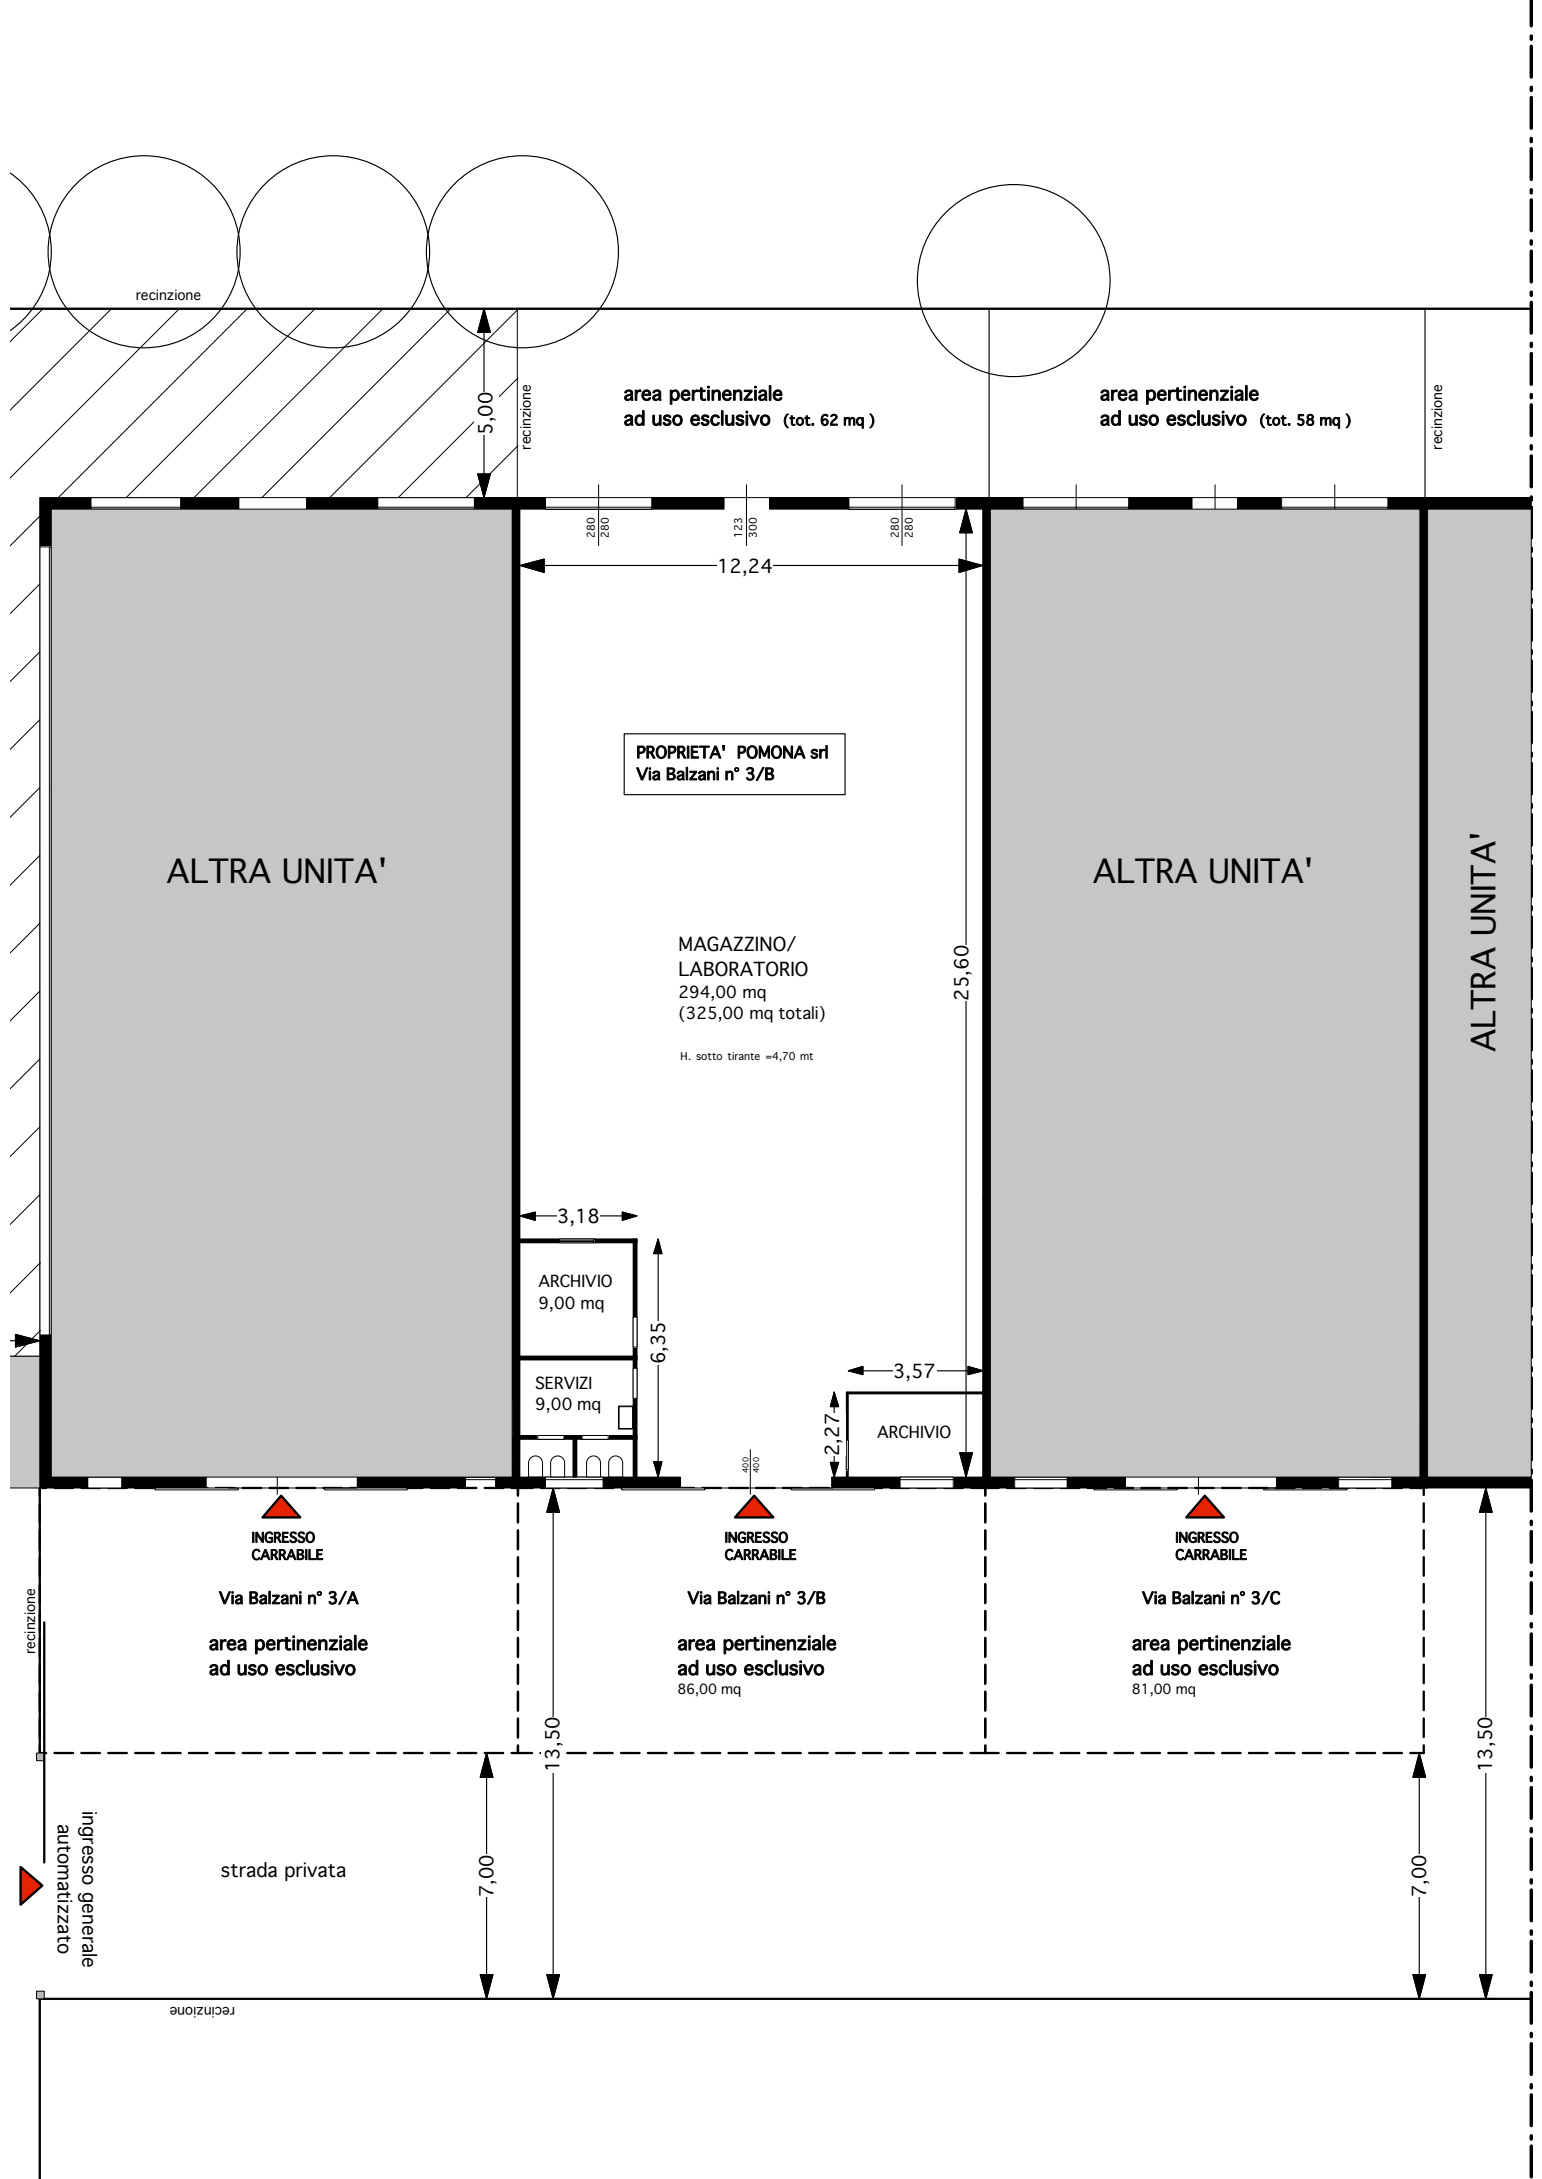 recinzione
5,00
recinzione
area pertinenziale
ad uso esclusivo (tot. 62 mq )
area pertinenziale
ad uso esclusivo (tot. 58 mq )
recinzione
280
280
123
300
280
280
12,24
PROPRIETA' POMONA srl
Via Balzani n° 3/B
ALTRA UNITA'
ALTRA UNITA'
ALTRA UNITA'
MAGAZZINO/
LABORATORIO
294,00 mq
(325,00 mq totali)
H. sotto tirante =4,70 mt
25,60
3,18
ARCHIVIO
9,00 mq
6,35
SERVIZI
9,00 mq
3,57
2,27
ARCHIVIO
400
400
INGRESSO
CARRABILE
INGRESSO
CARRABILE
INGRESSO
CARRABILE
recinzione
Via Balzani n° 3/A
Via Balzani n° 3/B
Via Balzani n° 3/C
area pertinenziale
ad uso esclusivo
area pertinenziale
ad uso esclusivo
86,00 mq
area pertinenziale
ad uso esclusivo
81,00 mq
13,50
13,50
ingresso generale
automatizzato
strada privata
7,00
7,00
recinzione